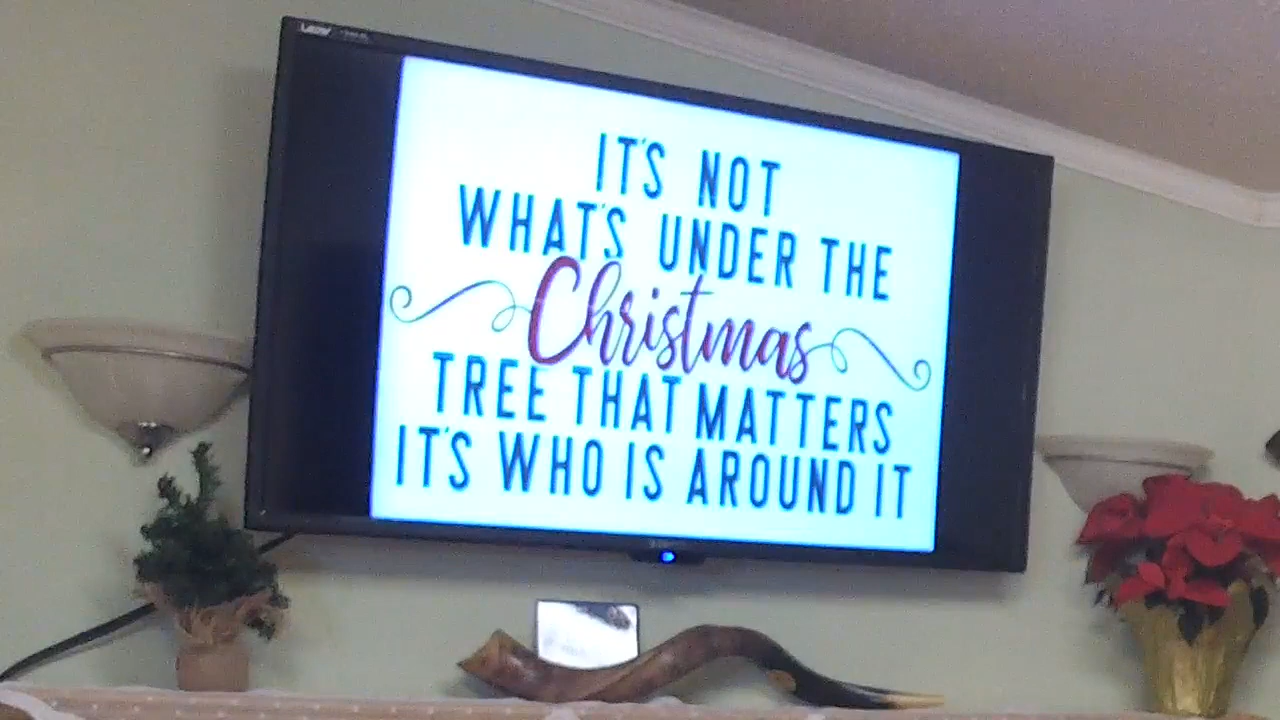 IT'S NOT
WHAT'S UNDER THE
Christmas
TREE THAT MATTERS
IT'S WHO IS AROUND IT